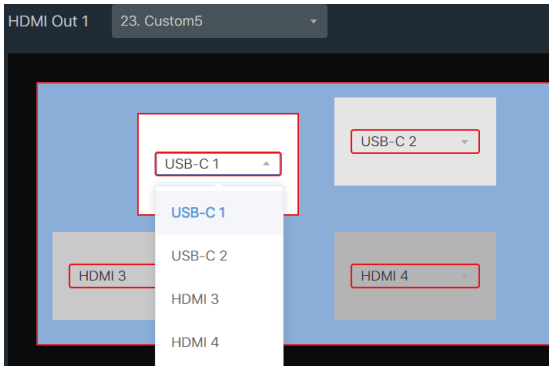 HDMI Out 1 23. Custom5
USB-C 2
USB-C 1
USB-C 1
USB-C 2
HDMI 3 HDMI 4
HDMI 3
HDMI 4